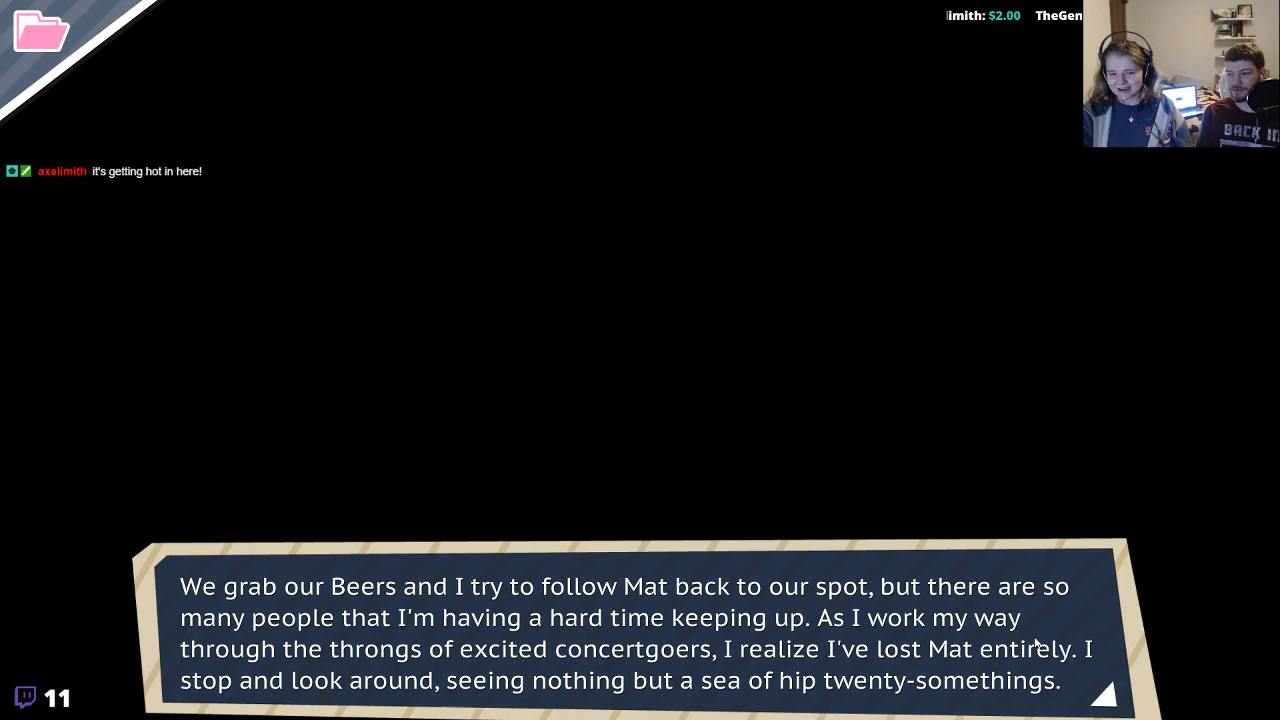 limith: $2.00 TheGen
axelimith it's getting hot in here!
BACK IN
We grab our Beers and I try to follow Mat back to our spot, but there are so
many people that I'm having a hard time keeping up. As I work my way
through the throngs of excited concertgoers, I realize I've lost Mat entirely. I
stop and look around, seeing nothing but a sea of hip twenty-somethings.
11